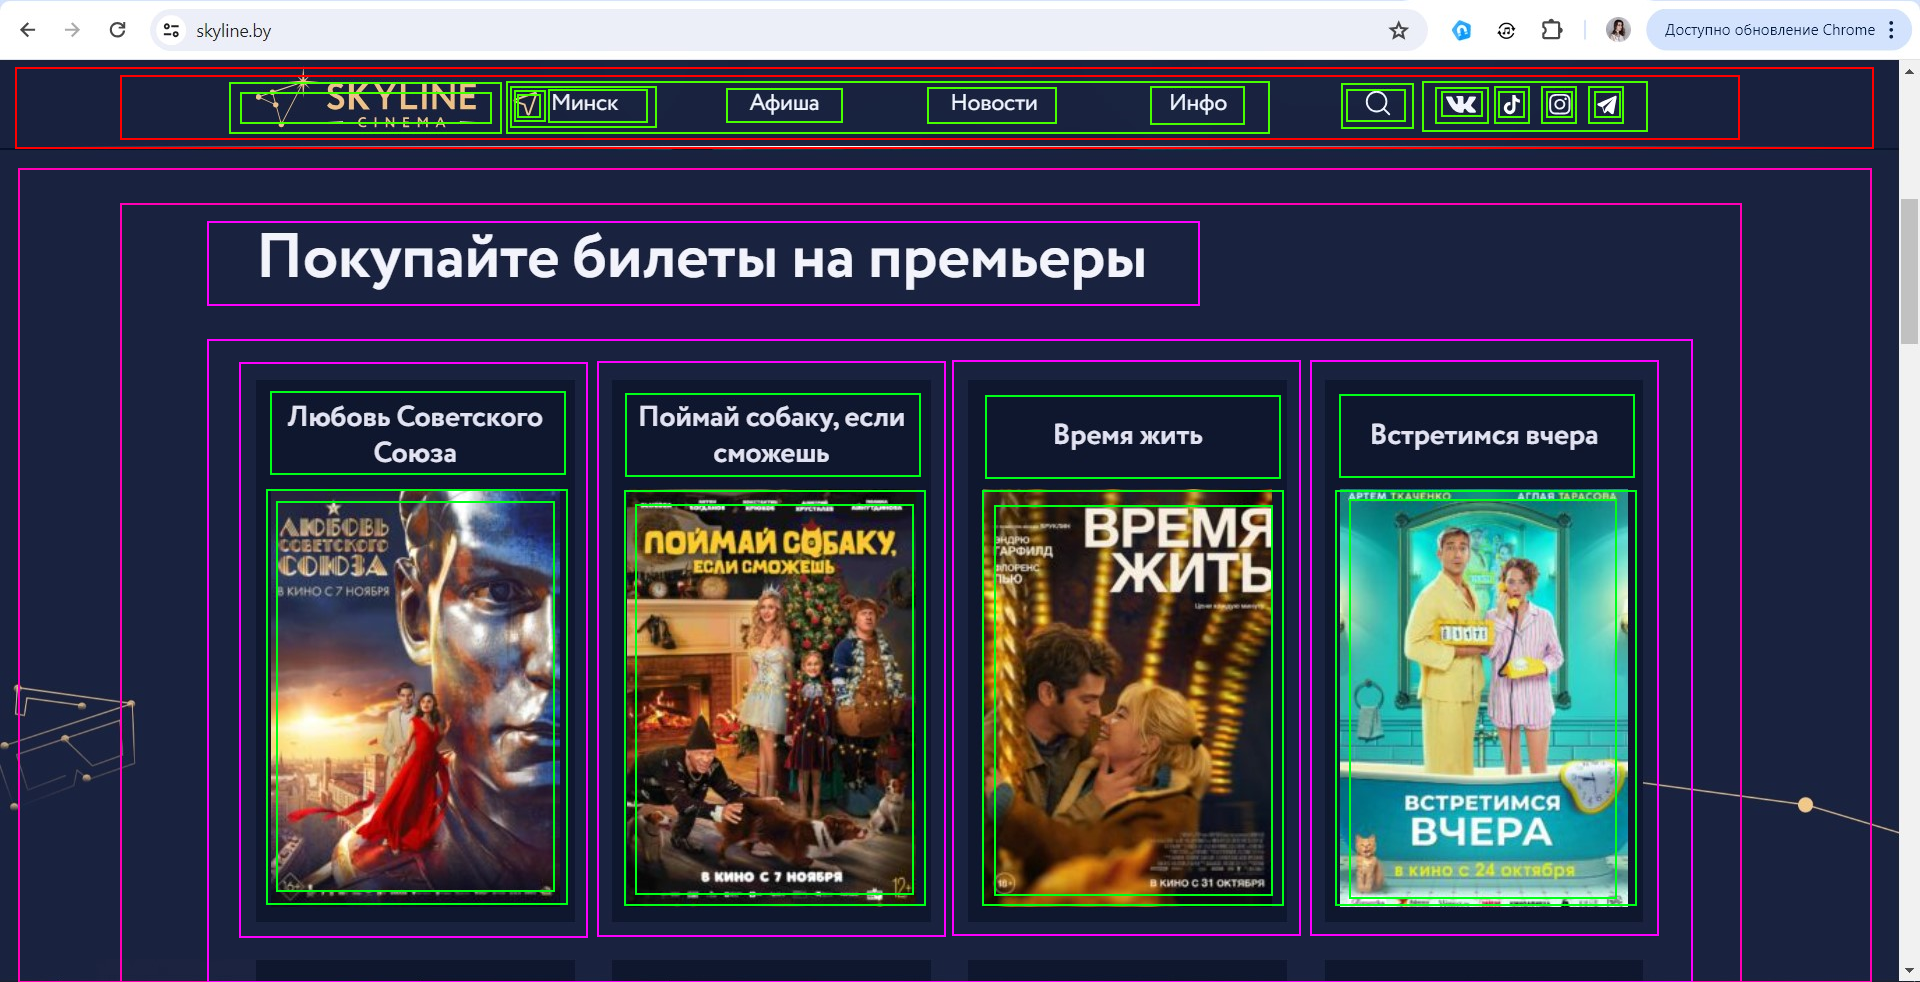 skyline.by
Доступно обновление Chrome
SKYLINE
CINEMA
Минск
Афиша
Новости
Инфо
Покупайте билеты на премьеры
Любовь Советского
Союза
Поймай собаку, если
сможешь
Время жить
Встретимся вчера
ЛЮБОВЬ
СОВЕТСКОГО
СОЮЗА
В КИНО С 7 НОЯБРЯ
ПОЙМАЙ СОБАКУ,
ЕСЛИ СМОЖЕШЬ
В КИНО С 7 НОЯБРЯ
12+
ЭНДРЮ
ГАРФИЛД
ФЛОРЕНС
ПЬЮ
ВРЕМЯ
ЖИТЬ
Цени каждую минуту
18+
В КИНО С 31 ОКТЯБРЯ
АРТЕМ ТКАЧЕНКО
АГЛАЯ ТАРАСОВА
ВСТРЕТИМСЯ
ВЧЕРА
в кино с 24 октября